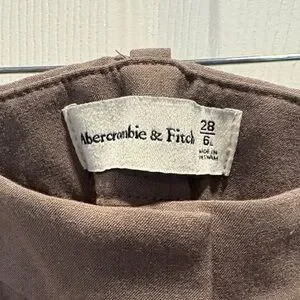 Abercrombie & Fitch
28
6L
MADE IN
VIETNAM